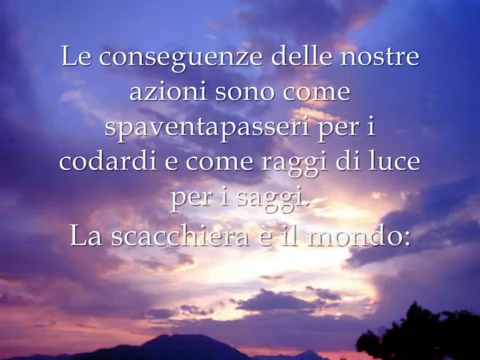 Le conseguenze delle nostre
azioni sono come
spaventapasseri per i
codardi e come raggi di luce
per i saggi.
La scacchiera è il mondo: